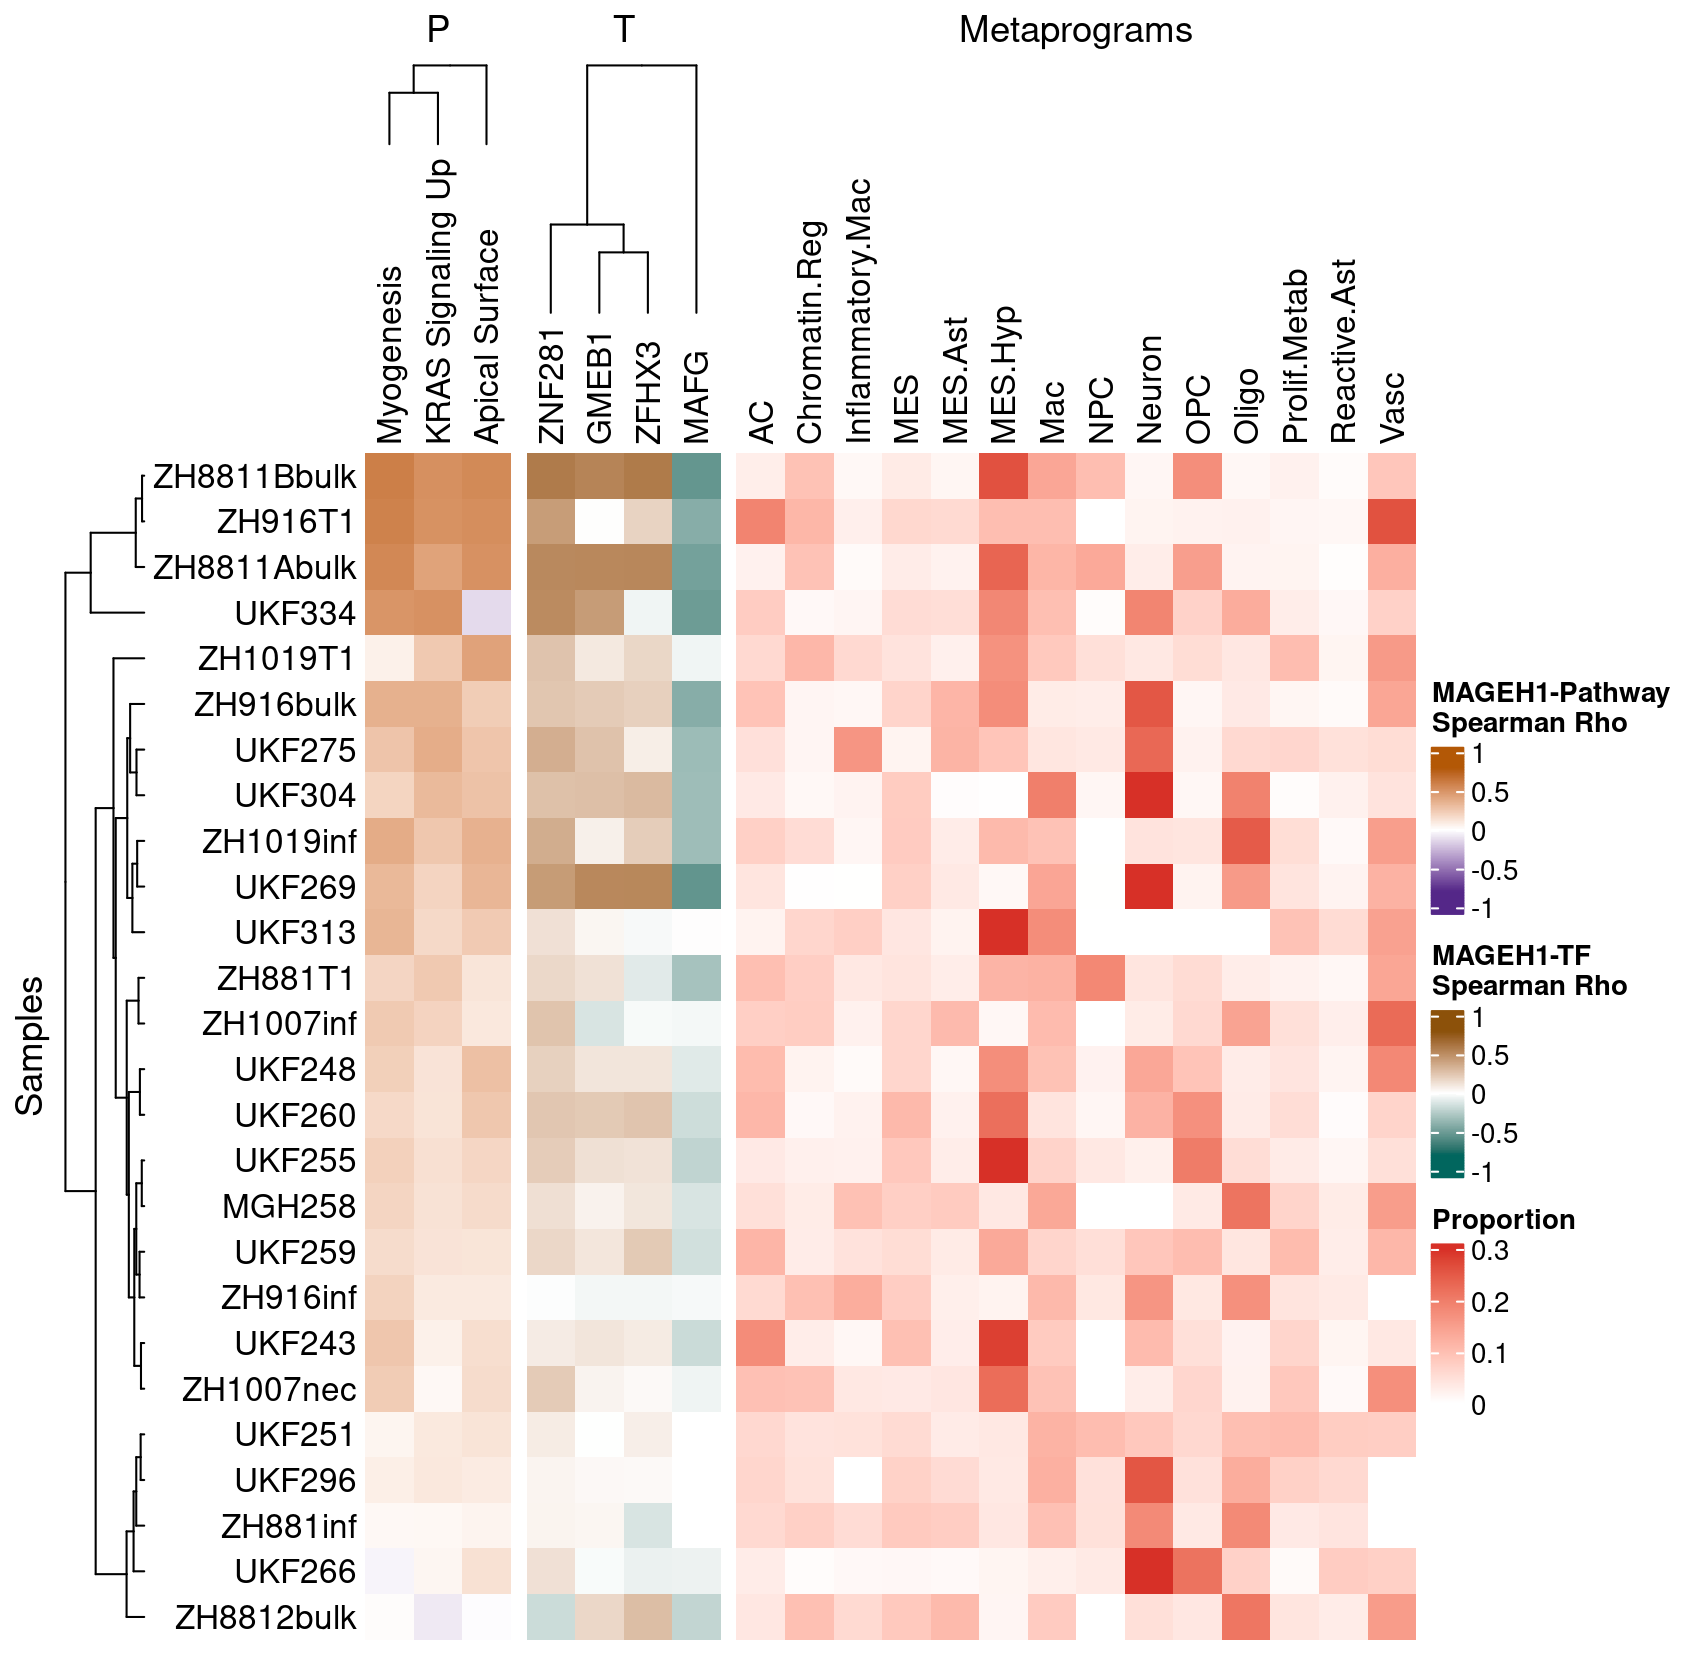 P T Metaprograms
Myogenesis
KRAS Signaling Up
Apical Surface
ZNF281
GMEB1
ZFHX3
MAFG
AC
Chromatin.Reg
Inflammatory.Mac
MES
MES.Ast
MES.Hyp
Mac
NPC
Neuron
OPC
Oligo
Prolif.Metab
Reactive.Ast
Vasc
Samples
ZH8811Bbulk
ZH916T1
ZH8811Abulk
UKF334
ZH1019T1
ZH916bulk
UKF275
UKF304
ZH1019inf
UKF269
UKF313
ZH881T1
ZH1007inf
UKF248
UKF260
UKF255
MGH258
UKF259
ZH916inf
UKF243
ZH1007nec
UKF251
UKF296
ZH881inf
UKF266
ZH8812bulk
MAGEH1-Pathway
Spearman Rho
1
0.5
0
-0.5
-1
MAGEH1-TF
Spearman Rho
1
0.5
0
-0.5
-1
Proportion
0.3
0.2
0.1
0